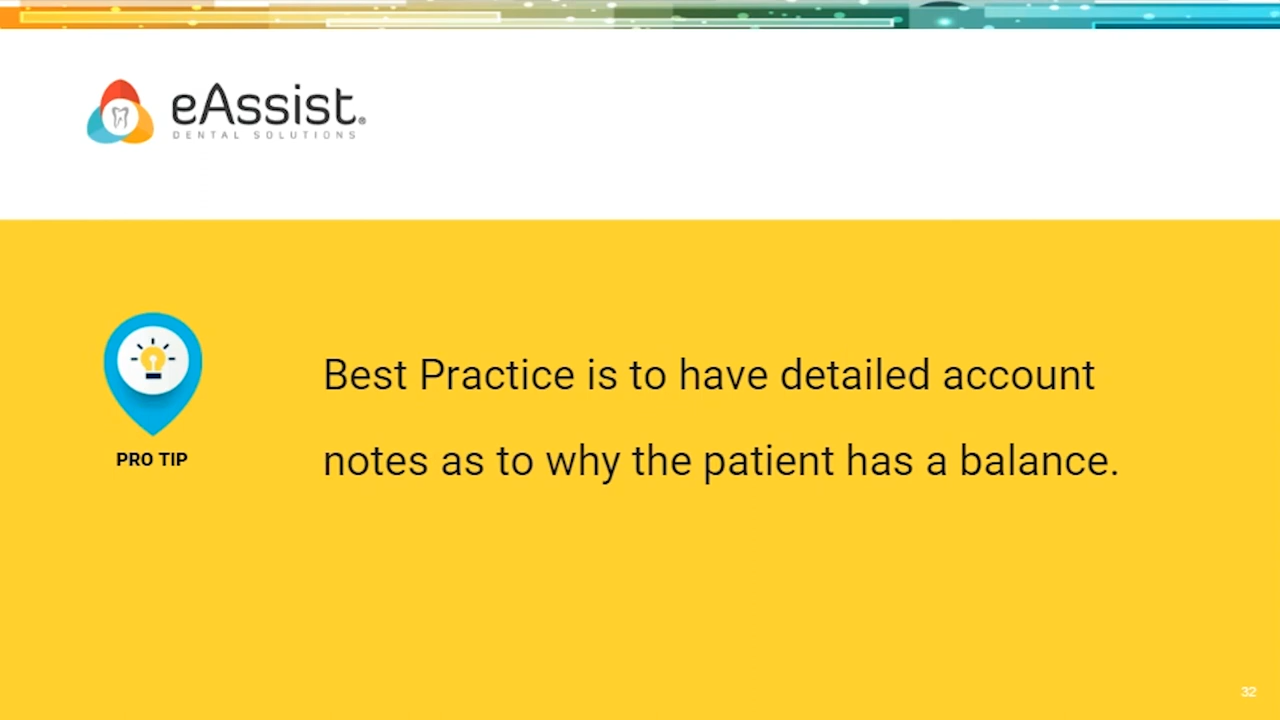 eAssist®
DENTAL SOLUTIONS
PRO TIP
Best Practice is to have detailed account
notes as to why the patient has a balance.
32